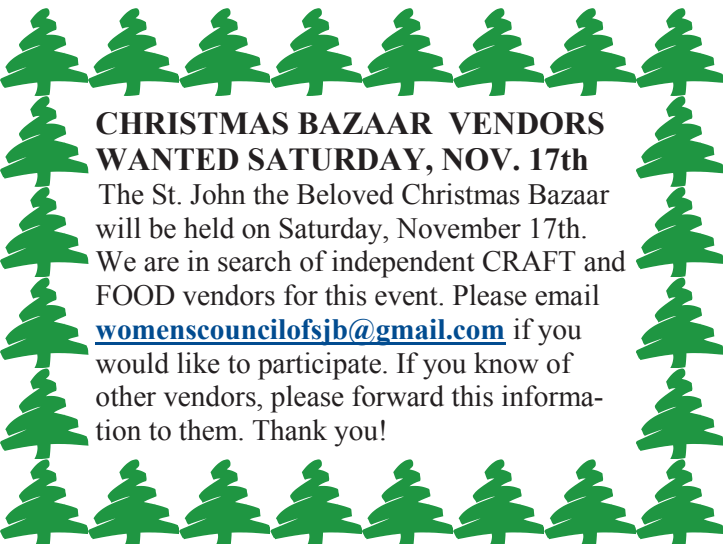 CHRISTMAS BAZAAR  VENDORS
WANTED SATURDAY, NOV. 17th
The St. John the Beloved Christmas Bazaar
will be held on Saturday, November 17th.
We are in search of independent CRAFT and
FOOD vendors for this event. Please email
womenscouncilofsjb@gmail.com if you
would like to participate. If you know of
other vendors, please forward this informa-
tion to them. Thank you!